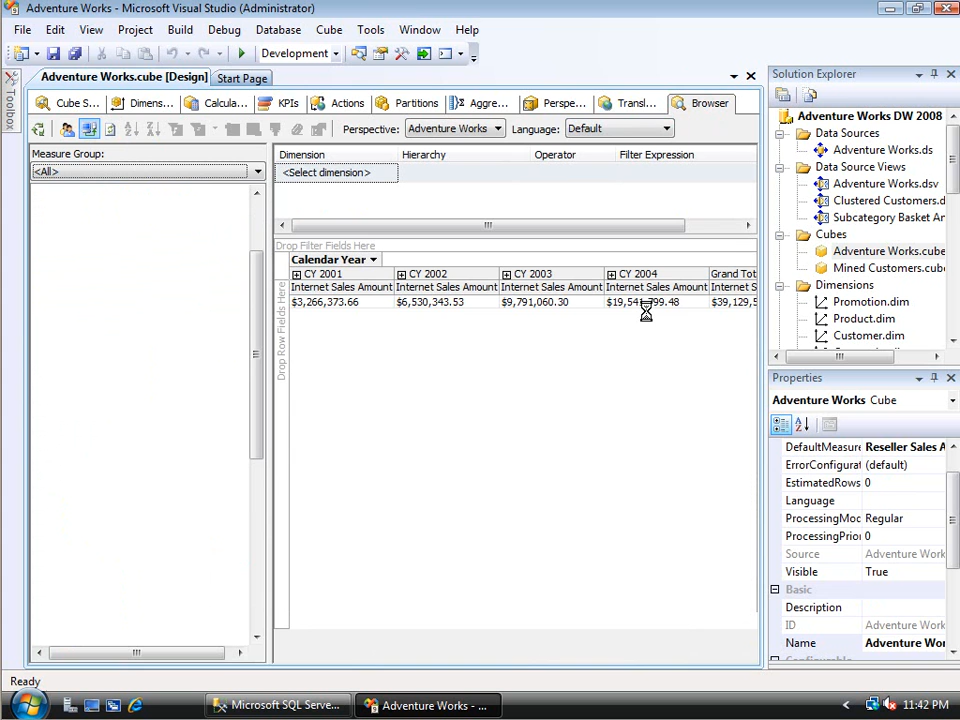 Adventure Works - Microsoft Visual Studio (Administrator)
File Edit View Project Build Debug Database Cube Tools Window Help
Development
Adventure Works.cube [Design] Start Page
Cube S... Dimens... Calcula... KPIs Actions Partitions Aggre... Perspe... Transl... Browser
Perspective: Adventure Works Language: Default
Toolbox
Measure Group:
<All>
Dimension Hierarchy Operator Filter Expression
<Select dimension>
Drop Filter Fields Here
Calendar Year
CY 2001 CY 2002 CY 2003 CY 2004 Grand Tot
Internet Sales Amount Internet Sales Amount Internet Sales Amount Internet Sales Amount Internet Sa
$3,266,373.66 $6,530,343.53 $9,791,060.30 $39,129,5
Drop Row Fields Here
Solution Explorer
Adventure Works DW 2008
Data Sources
Adventure Works.ds
Data Source Views
Adventure Works.dsv
Clustered Customers.d
Subcategory Basket An
Cubes
Adventure Works.cube
Mined Customers.cube
Dimensions
Promotion.dim
Product.dim
Customer.dim
Properties
Adventure Works Cube
DefaultMeasure Reseller Sales A
ErrorConfigurat (default)
EstimatedRows 0
Language
ProcessingMod Regular
ProcessingPrior 0
Source Adventure Work
Visible True
Basic
Description
ID Adventure Work
Name Adventure Wor
Ready
Microsoft SQL Serve... Adventure Works - ... 11:42 PM